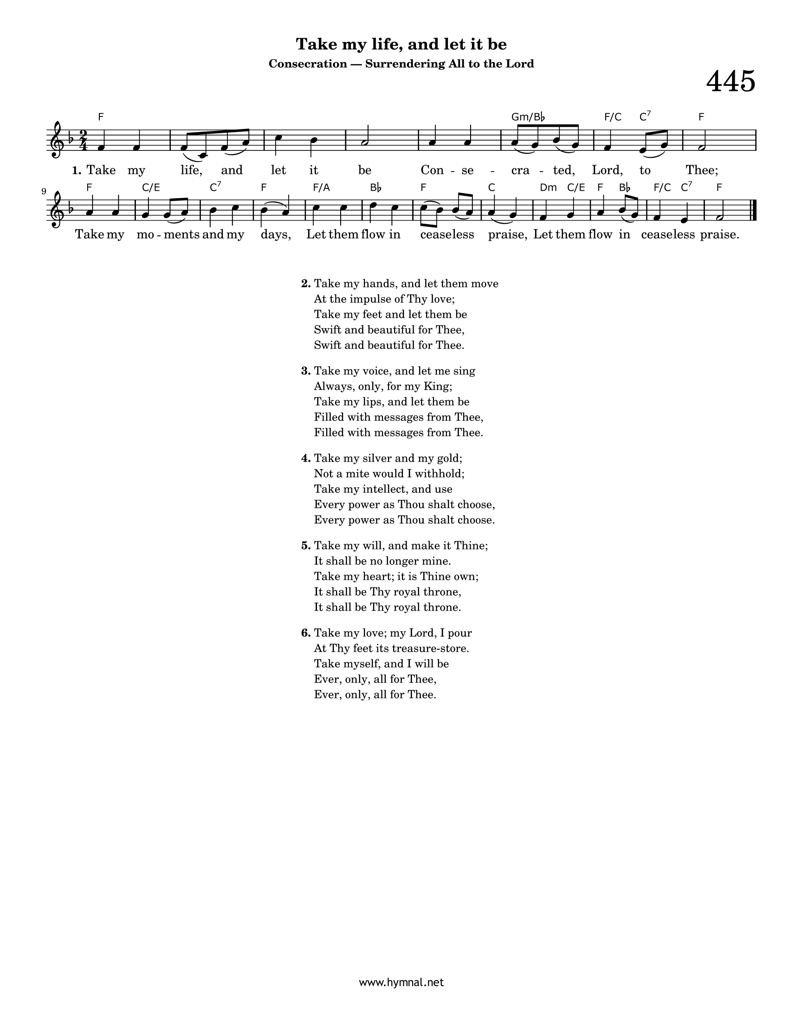 Take my life, and let it be
Consecration — Surrendering All to the Lord
445
F Gm/B♭ F/C C7 F
2
4
1. Take my life, and let it be Con - se - cra - ted, Lord, to Thee;
9
F C/E C7 F F/A B♭ F C Dm C/E F B♭ F/C C7 F
Take my mo - ments and my days, Let them flow in ceaseless praise, Let them flow in ceaseless praise.
2. Take my hands, and let them move
At the impulse of Thy love;
Take my feet and let them be
Swift and beautiful for Thee,
Swift and beautiful for Thee.
3. Take my voice, and let me sing
Always, only, for my King;
Take my lips, and let them be
Filled with messages from Thee,
Filled with messages from Thee.
4. Take my silver and my gold;
Not a mite would I withhold;
Take my intellect, and use
Every power as Thou shalt choose,
Every power as Thou shalt choose.
5. Take my will, and make it Thine;
It shall be no longer mine.
Take my heart; it is Thine own;
It shall be Thy royal throne,
It shall be Thy royal throne.
6. Take my love; my Lord, I pour
At Thy feet its treasure-store.
Take myself, and I will be
Ever, only, all for Thee,
Ever, only, all for Thee.
www.hymnal.net